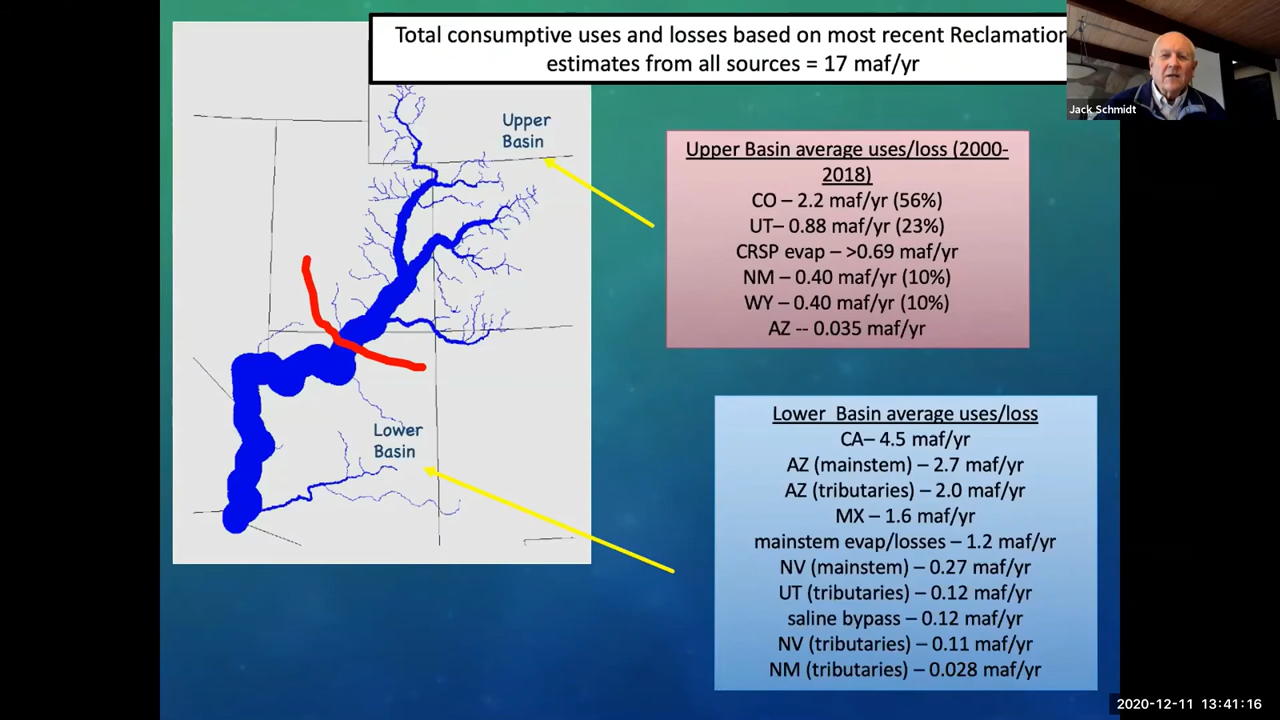 Total consumptive uses and losses based on most recent Reclamation
estimates from all sources = 17 maf/yr
Jack Schmidt
Upper
Basin
Upper Basin average uses/loss (2000-
2018)
CO – 2.2 maf/yr (56%)
UT– 0.88 maf/yr (23%)
CRSP evap – >0.69 maf/yr
NM – 0.40 maf/yr (10%)
WY – 0.40 maf/yr (10%)
AZ -- 0.035 maf/yr
Lower
Basin
Lower Basin average uses/loss
CA– 4.5 maf/yr
AZ (mainstem) – 2.7 maf/yr
AZ (tributaries) – 2.0 maf/yr
MX – 1.6 maf/yr
mainstem evap/losses – 1.2 maf/yr
NV (mainstem) – 0.27 maf/yr
UT (tributaries) – 0.12 maf/yr
saline bypass – 0.12 maf/yr
NV (tributaries) – 0.11 maf/yr
NM (tributaries) – 0.028 maf/yr
2020-12-11 13:41:16